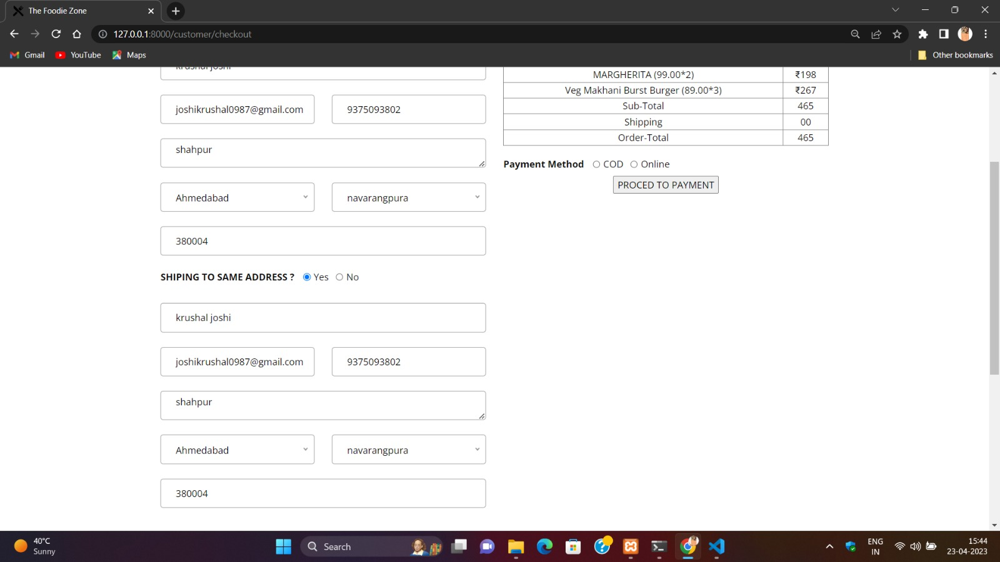 The Foodie Zone
127.0.0.1:8000/customer/checkout
Gmail YouTube Maps Other bookmarks
krushal joshi
joshikrushal0987@gmail.com 9375093802
shahpur
Ahmedabad navarangpura
380004
SHIPING TO SAME ADDRESS ? Yes No
krushal joshi
joshikrushal0987@gmail.com 9375093802
shahpur
Ahmedabad navarangpura
380004
MARGHERITA (99.00*2) ₹198
Veg Makhani Burst Burger (89.00*3) ₹267
Sub-Total 465
Shipping 00
Order-Total 465
Payment Method COD Online
PROCED TO PAYMENT
40°C
Sunny
Search
ENG
IN
15:44
23-04-2023